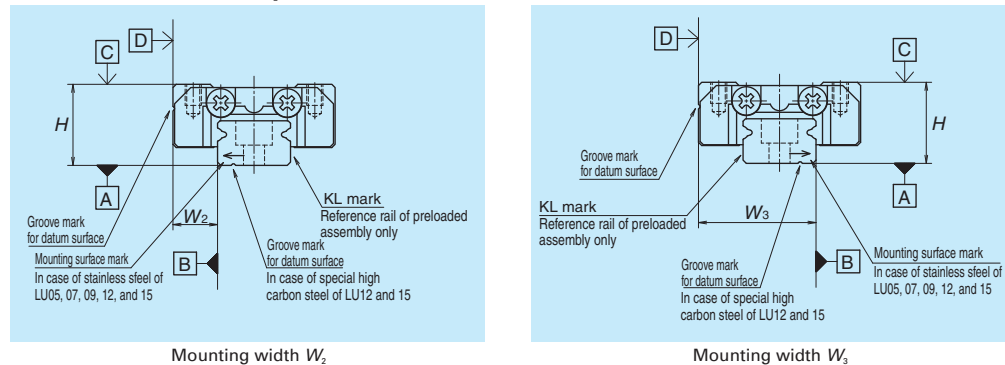 D
C
H
A
W2
B
Groove mark
for datum surface
Mounting surface mark
In case of stainless sfeel of
LU05, 07, 09, 12, and 15
KL mark
Reference rail of preloaded
assembly only
Groove mark
for datum surface
In case of special high
carbon steel of LU12 and 15
Mounting width W2
D
C
H
A
Groove mark
for datum surface
KL mark
Reference rail of preloaded
assembly only
W3
B
Groove mark
for datum surface
In case of special high
carbon steel of LU12 and 15
Mounting surface mark
In case of stainless sfeel of
LU05, 07, 09, 12, and 15
Mounting width W3